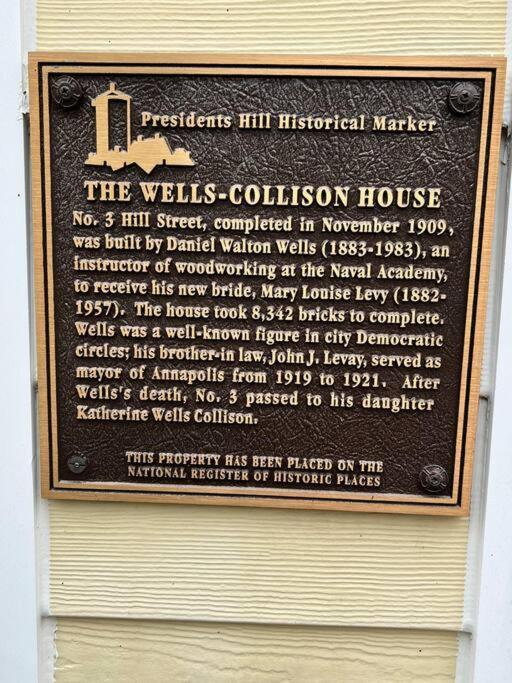 Presidents Hill Historical Marker
THE WELLS-COLLISON HOUSE
No. 3 Hill Street, completed in November 1909,
was built by Daniel Walton Wells (1883-1983), an
instructor of woodworking at the Naval Academy,
to receive his new bride, Mary Louise Levy (1882-
1957). The house took 8,342 bricks to complete.
Wells was a well-known figure in city Democratic
circles; his brother-in law, John J. Levay, served as
mayor of Annapolis from 1919 to 1921. After
Wells's death, No. 3 passed to his daughter
Katherine Wells Collison.
THIS PROPERTY HAS BEEN PLACED ON THE
NATIONAL REGISTER OF HISTORIC PLACES